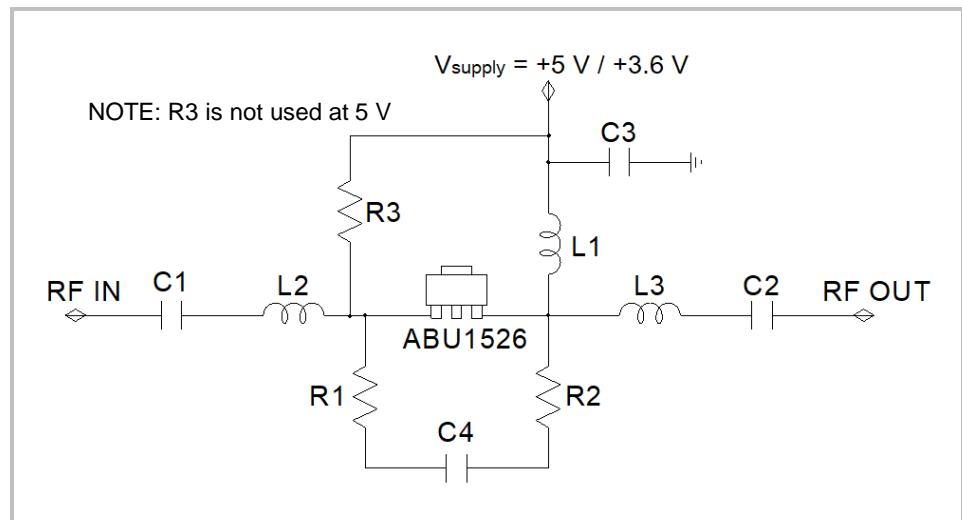 Vsupply = +5 V / +3.6 V
NOTE: R3 is not used at 5 V
C3
R3
L1
RF IN
C1
L2
L3
C2
RF OUT
ABU1526
R1
R2
C4